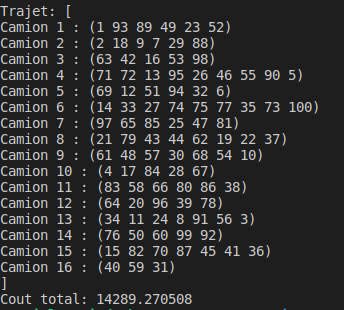 Trajet: [
Camion 1 : (1 93 89 49 23 52)
Camion 2 : (2 18 9 7 29 88)
Camion 3 : (63 42 16 53 98)
Camion 4 : (71 72 13 95 26 46 55 90 5)
Camion 5 : (69 12 51 94 32 6)
Camion 6 : (14 33 27 74 75 77 35 73 100)
Camion 7 : (97 65 85 25 47 81)
Camion 8 : (21 79 43 44 62 19 22 37)
Camion 9 : (61 48 57 30 68 54 10)
Camion 10 : (4 17 84 28 67)
Camion 11 : (83 58 66 80 86 38)
Camion 12 : (64 20 96 39 78)
Camion 13 : (34 11 24 8 91 56 3)
Camion 14 : (76 50 60 99 92)
Camion 15 : (15 82 70 87 45 41 36)
Camion 16 : (40 59 31)
]
Cout total: 14289.270508